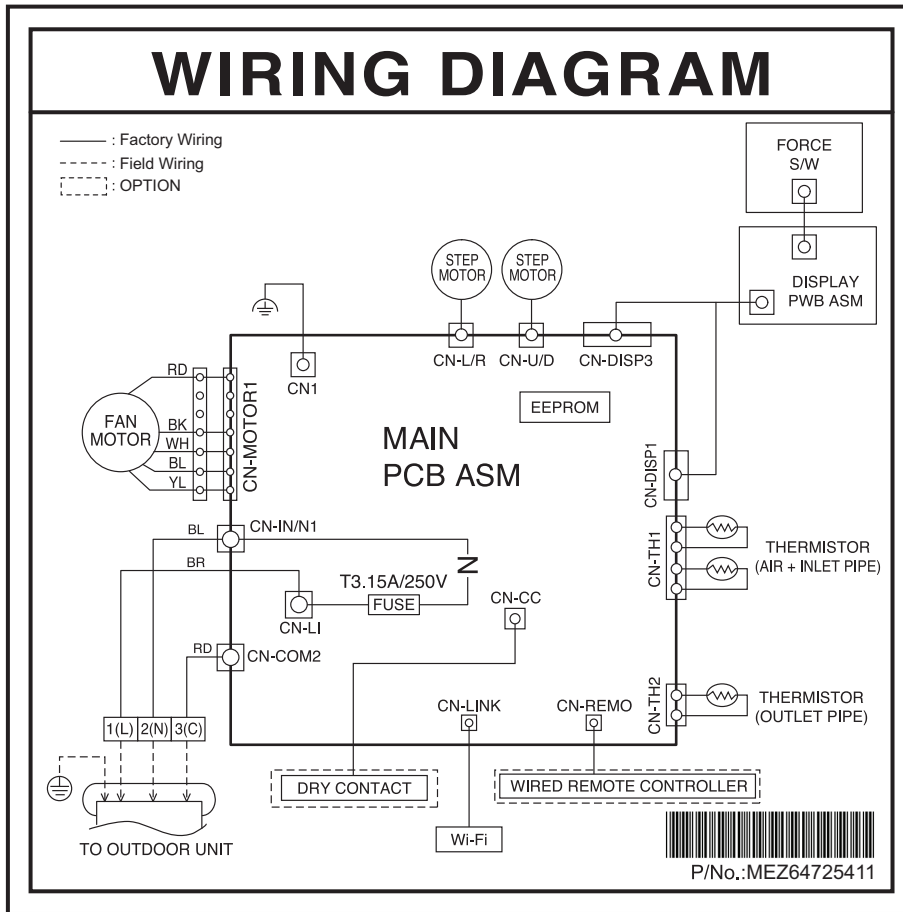 WIRING DIAGRAM
: Factory Wiring
: Field Wiring
: OPTION
FORCE
S/W
DISPLAY
PWB ASM
STEP
MOTOR
STEP
MOTOR
CN-L/R
CN-U/D
CN-DISP3
CN1
EEPROM
MAIN
PCB ASM
FAN
MOTOR
RD
BK
WH
BL
YL
CN-MOTOR1
CN-DISP1
CN-TH1
THERMISTOR
(AIR + INLET PIPE)
BL
CN-IN/N1
BR
N
T3.15A/250V
FUSE
CN-LI
CN-CC
RD
CN-COM2
CN-TH2
THERMISTOR
(OUTLET PIPE)
CN-LINK
CN-REMO
1(L) 2(N) 3(C)
DRY CONTACT
WIRED REMOTE CONTROLLER
Wi-Fi
TO OUTDOOR UNIT
P/No.:MEZ64725411